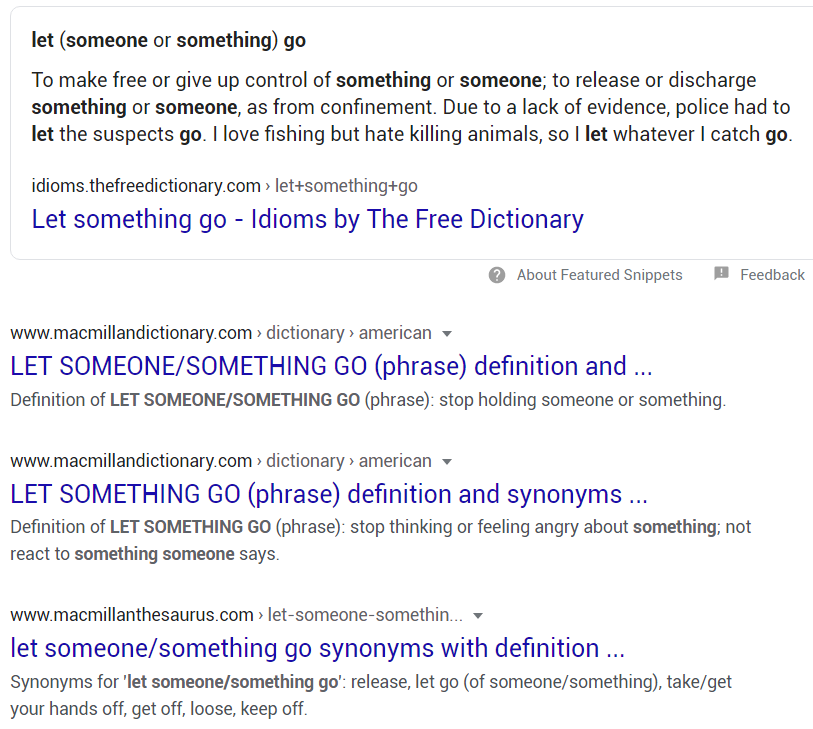 let (someone or something) go
To make free or give up control of something or someone; to release or discharge
something or someone, as from confinement. Due to a lack of evidence, police had to
let the suspects go. I love fishing but hate killing animals, so I let whatever I catch go.
idioms.thefreedictionary.com › let+something+go
Let something go - Idioms by The Free Dictionary
About Featured Snippets Feedback
www.macmillandictionary.com › dictionary › american
LET SOMEONE/SOMETHING GO (phrase) definition and ...
Definition of LET SOMEONE/SOMETHING GO (phrase): stop holding someone or something.
www.macmillandictionary.com › dictionary › american
LET SOMETHING GO (phrase) definition and synonyms ...
Definition of LET SOMETHING GO (phrase): stop thinking or feeling angry about something; not
react to something someone says.
www.macmillanthesaurus.com › let-someone-somethin...
let someone/something go synonyms with definition ...
Synonyms for 'let someone/something go': release, let go (of someone/something), take/get
your hands off, get off, loose, keep off.